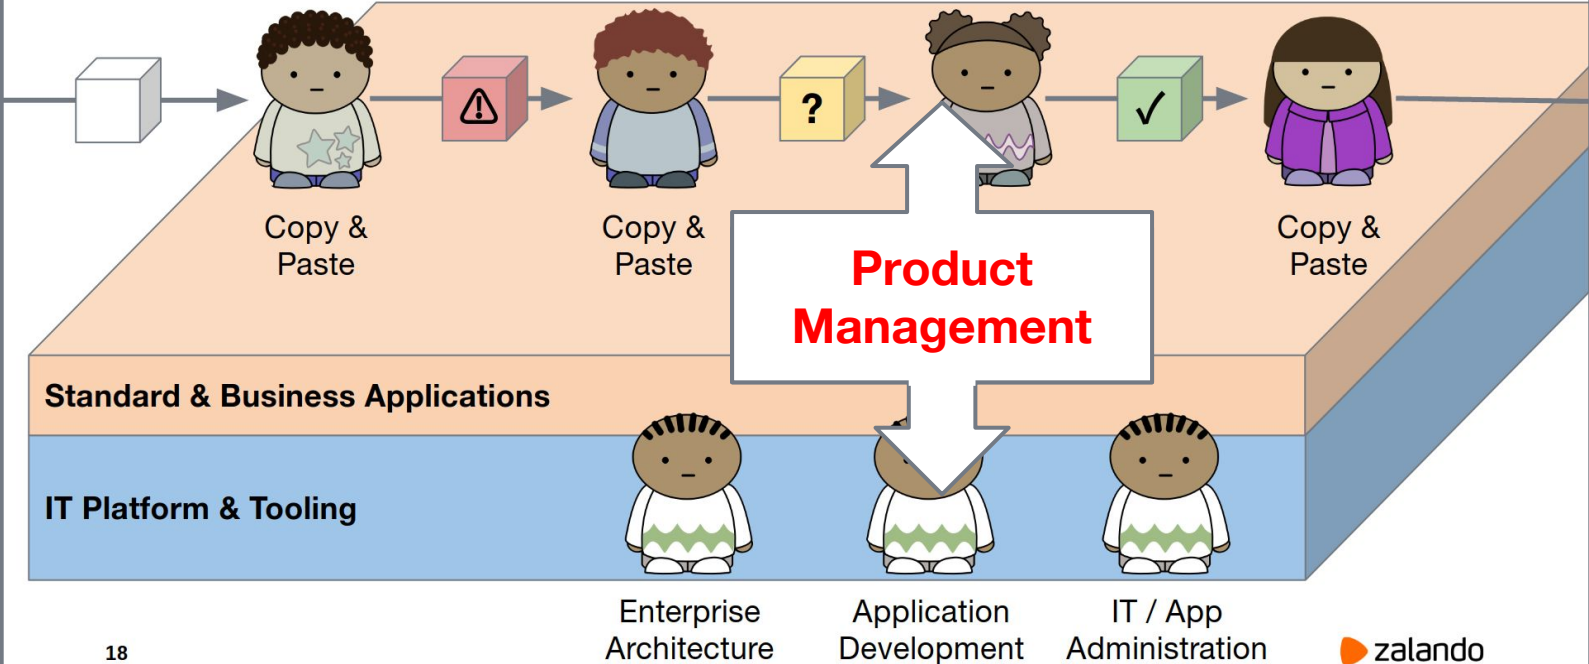 ?
✓
Copy &
Paste
Copy &
Paste
Copy &
Paste
Product
Management
Standard & Business Applications
IT Platform & Tooling
Enterprise
Architecture
Application
Development
IT / App
Administration
18
zalando